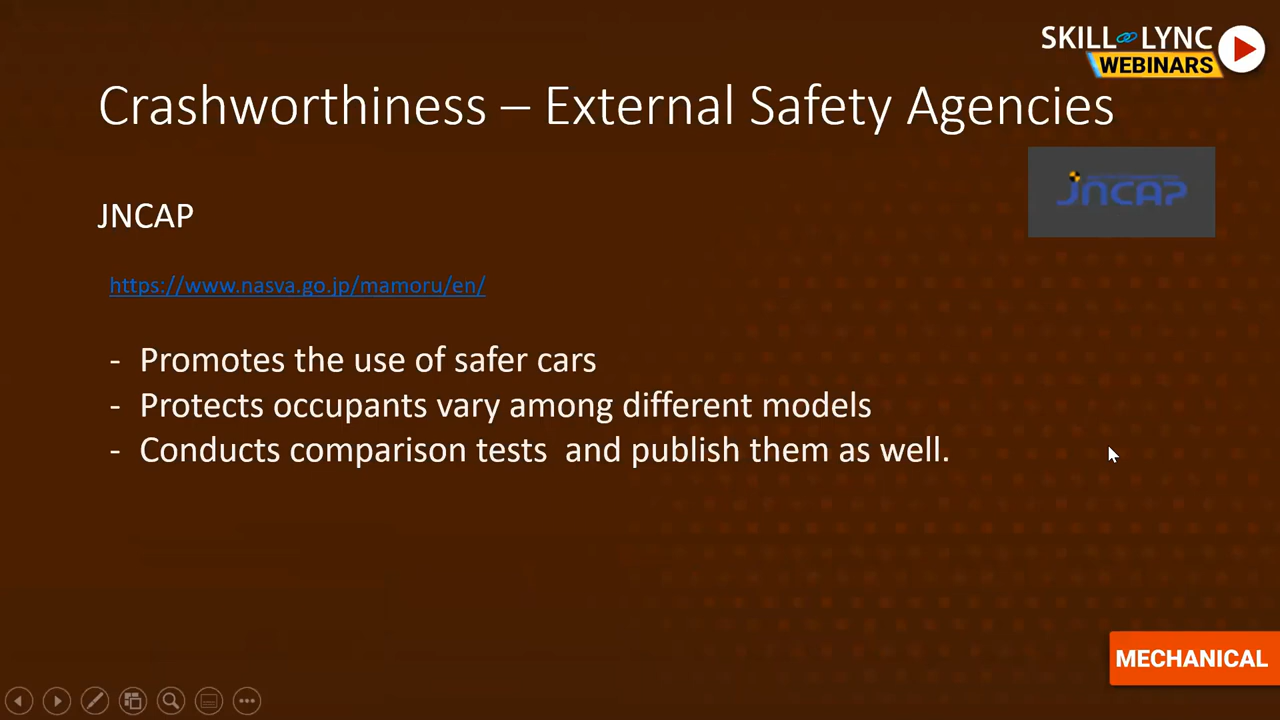 SKILL LYNC
WEBINARS
Crashworthiness – External Safety Agencies
JNCAP
JNCAP
https://www.nasva.go.jp/mamoru/en/
- Promotes the use of safer cars
- Protects occupants vary among different models
- Conducts comparison tests  and publish them as well.
MECHANICAL